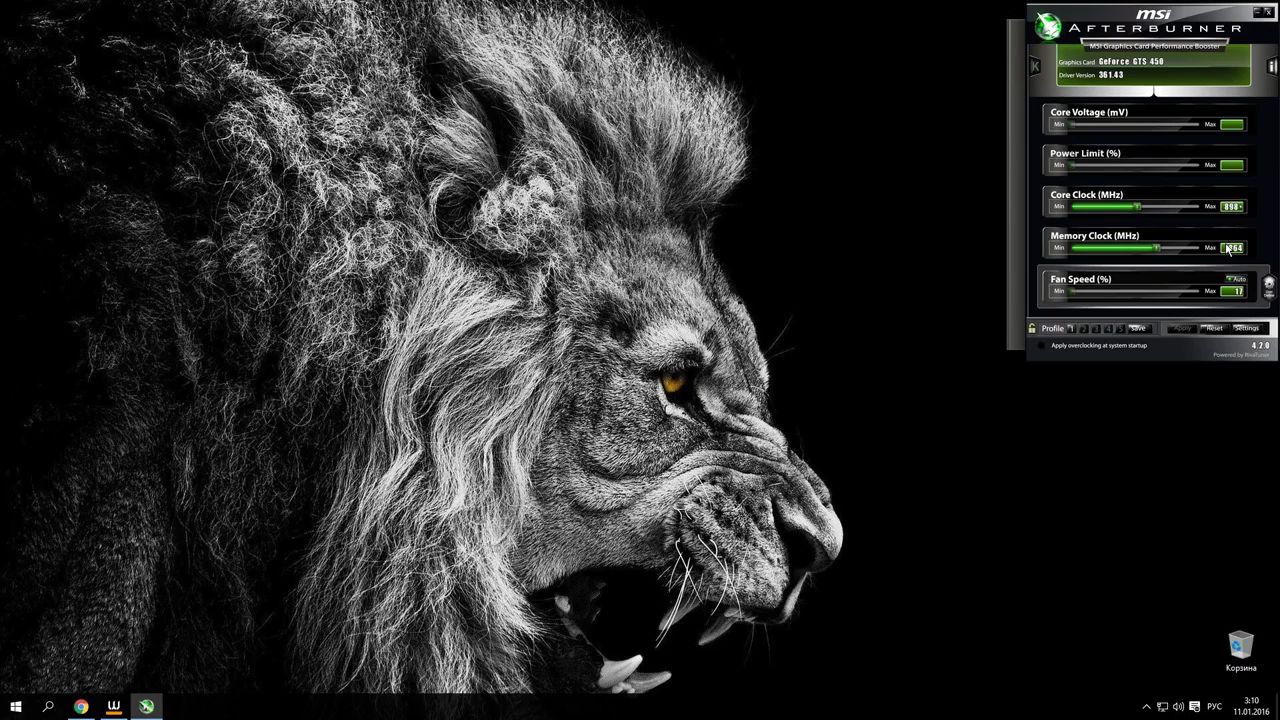 msi
AFTERBURNER
MSI Graphics Card Performance Booster
Graphics Card GeForce GTS 450
Driver Version 361.43
K
i
Core Voltage (mV)
Min Max
Power Limit (%)
Min Max
Core Clock (MHz)
Min Max 898
Memory Clock (MHz)
Min Max
Fan Speed (%) Auto
Min Max 17
Profile 1 2 3 4 5 Save Apply Reset Settings
Apply overclocking at system startup 4.2.0
Powered by RivaTuner
Корзина
W
РУС
3:10
11.01.2016